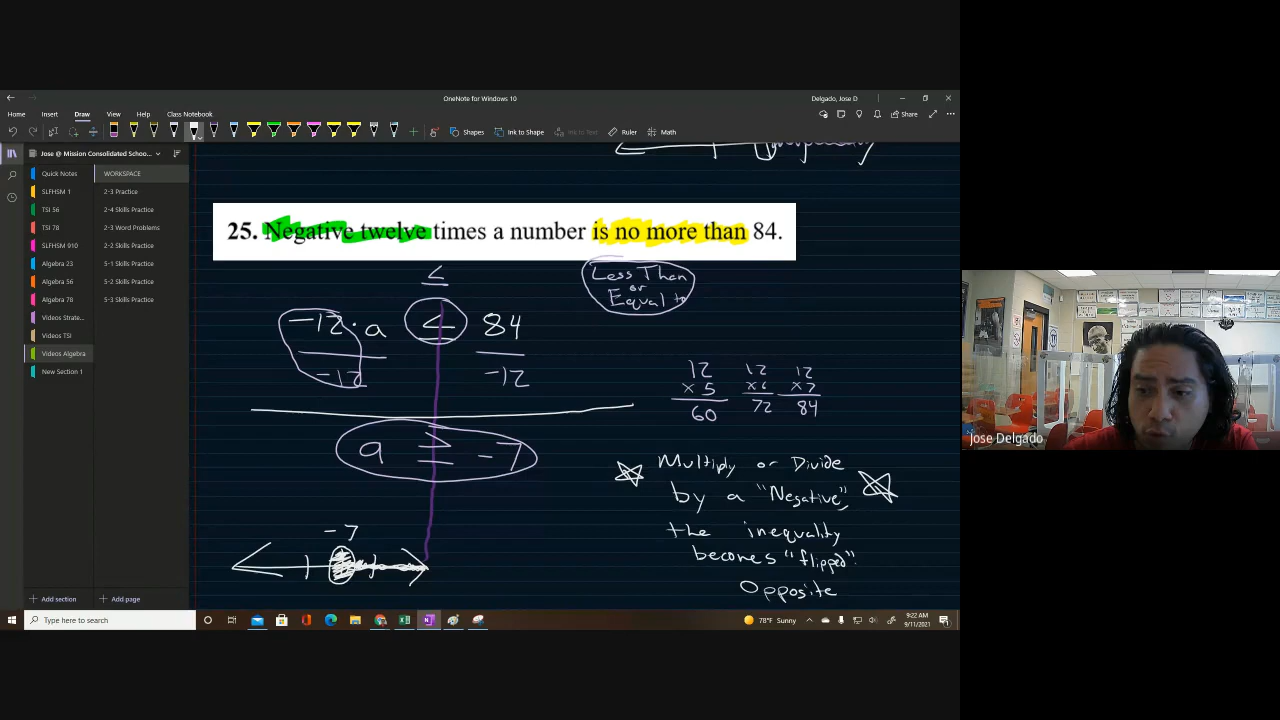 OneNote for Windows 10
Delgado, Jose D
Home Insert Draw View Help Class Notebook
Share
Shapes Ink to Shape Ink to Text Ruler Math
Jose @ Mission Consolidated Schoo...
Quick Notes
SLFHSM 1
TSI 56
TSI 78
SLFHSM 910
Algebra 23
Algebra 56
Algebra 78
Videos Strate...
Videos TSI
Videos Algebra
New Section 1
WORKSPACE
2-3 Practice
2-4 Skills Practice
2-3 Word Problems
2-2 Skills Practice
5-1 Skills Practice
5-2 Skills Practice
5-3 Skills Practice
25. Negative twelve times a number is no more than 84.
≤
Less Than
or
Equal to
-12·a ≤ 84
-12 -12
a ≥ -7
-7
12 12 12
×5 ×6 ×7
60 72 84
Multiply or Divide
by a "Negative,"
the inequality
becomes "flipped".
Opposite
Add section Add page
Type here to search
78°F Sunny
9:22 AM
9/11/2021
Jose Delgado